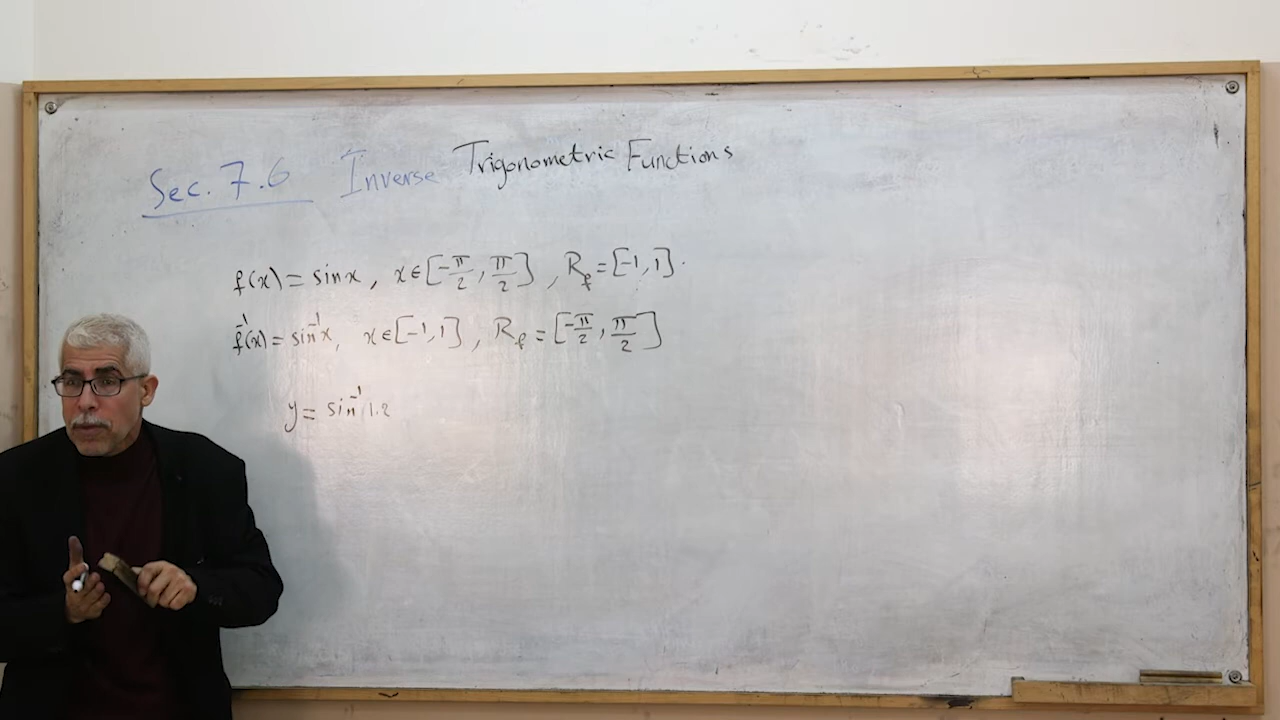 Sec. 7.6 Inverse Trigonometric Functions
f(x) = sin x , x ∈ [-π/2 , π/2] , R_f = [-1, 1] .
f⁻¹(x) = sin⁻¹ x , x ∈ [-1, 1] , R_f = [-π/2 , π/2]
y = sin⁻¹ 1.2